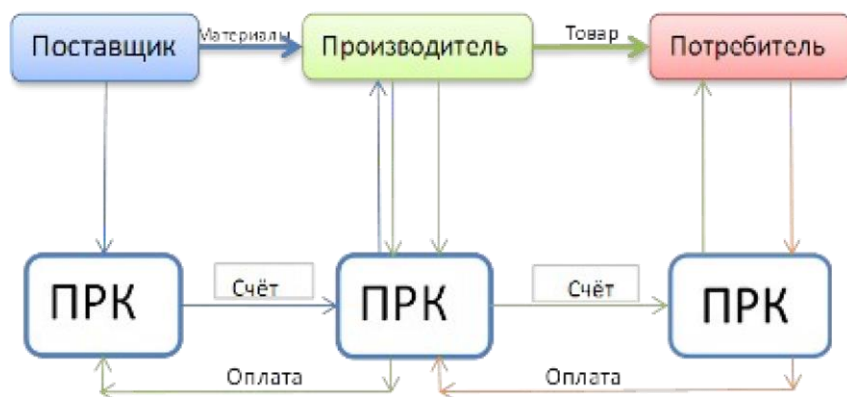 Поставщик
Материалы
Производитель
Товар
Потребитель
ПРК
Счёт
ПРК
Счёт
ПРК
Оплата
Оплата